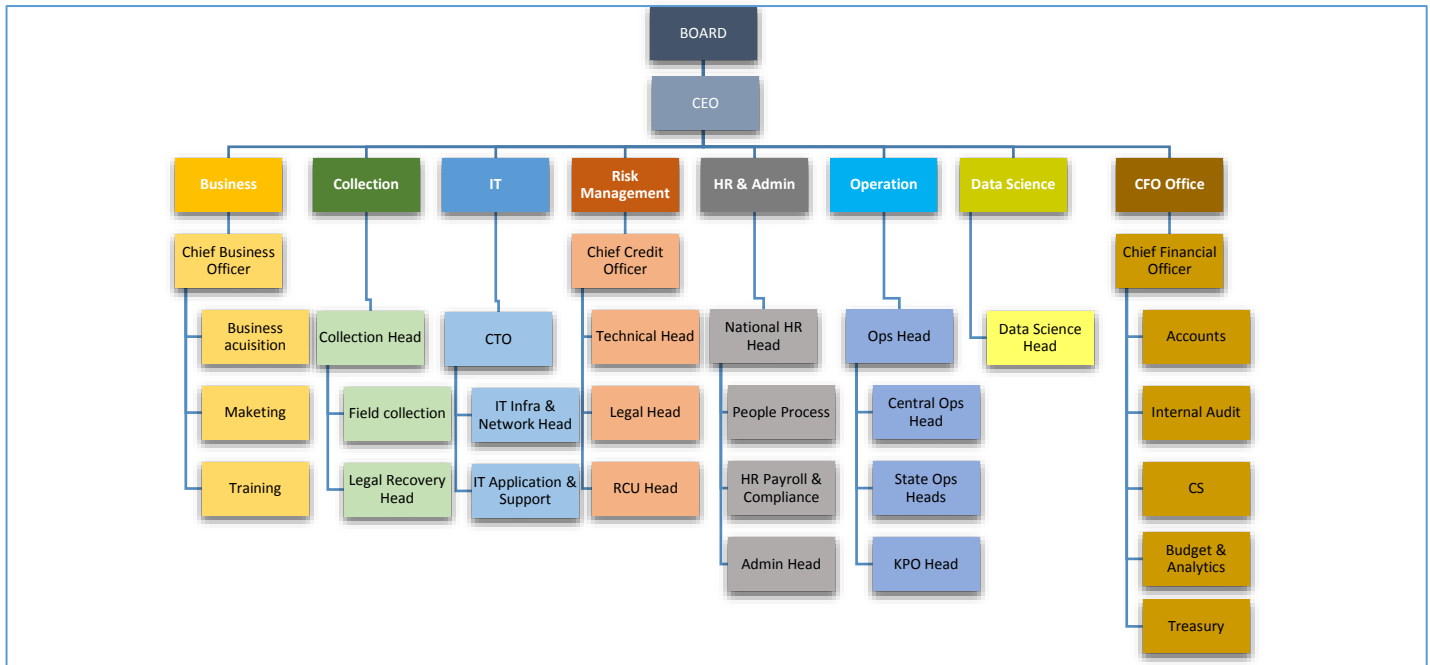 BOARD
CEO
Business
Collection
IT
Risk
Management
HR & Admin
Operation
Data Science
CFO Office
Chief Business
Officer
Business
acuisition
Maketing
Training
Collection Head
Field collection
Legal Recovery
Head
CTO
IT Infra &
Network Head
IT Application &
Support
Chief Credit
Officer
Technical Head
Legal Head
RCU Head
National HR
Head
People Process
HR Payroll &
Compliance
Admin Head
Ops Head
Central Ops
Head
State Ops
Heads
KPO Head
Data Science
Head
Chief Financial
Officer
Accounts
Internal Audit
CS
Budget &
Analytics
Treasury